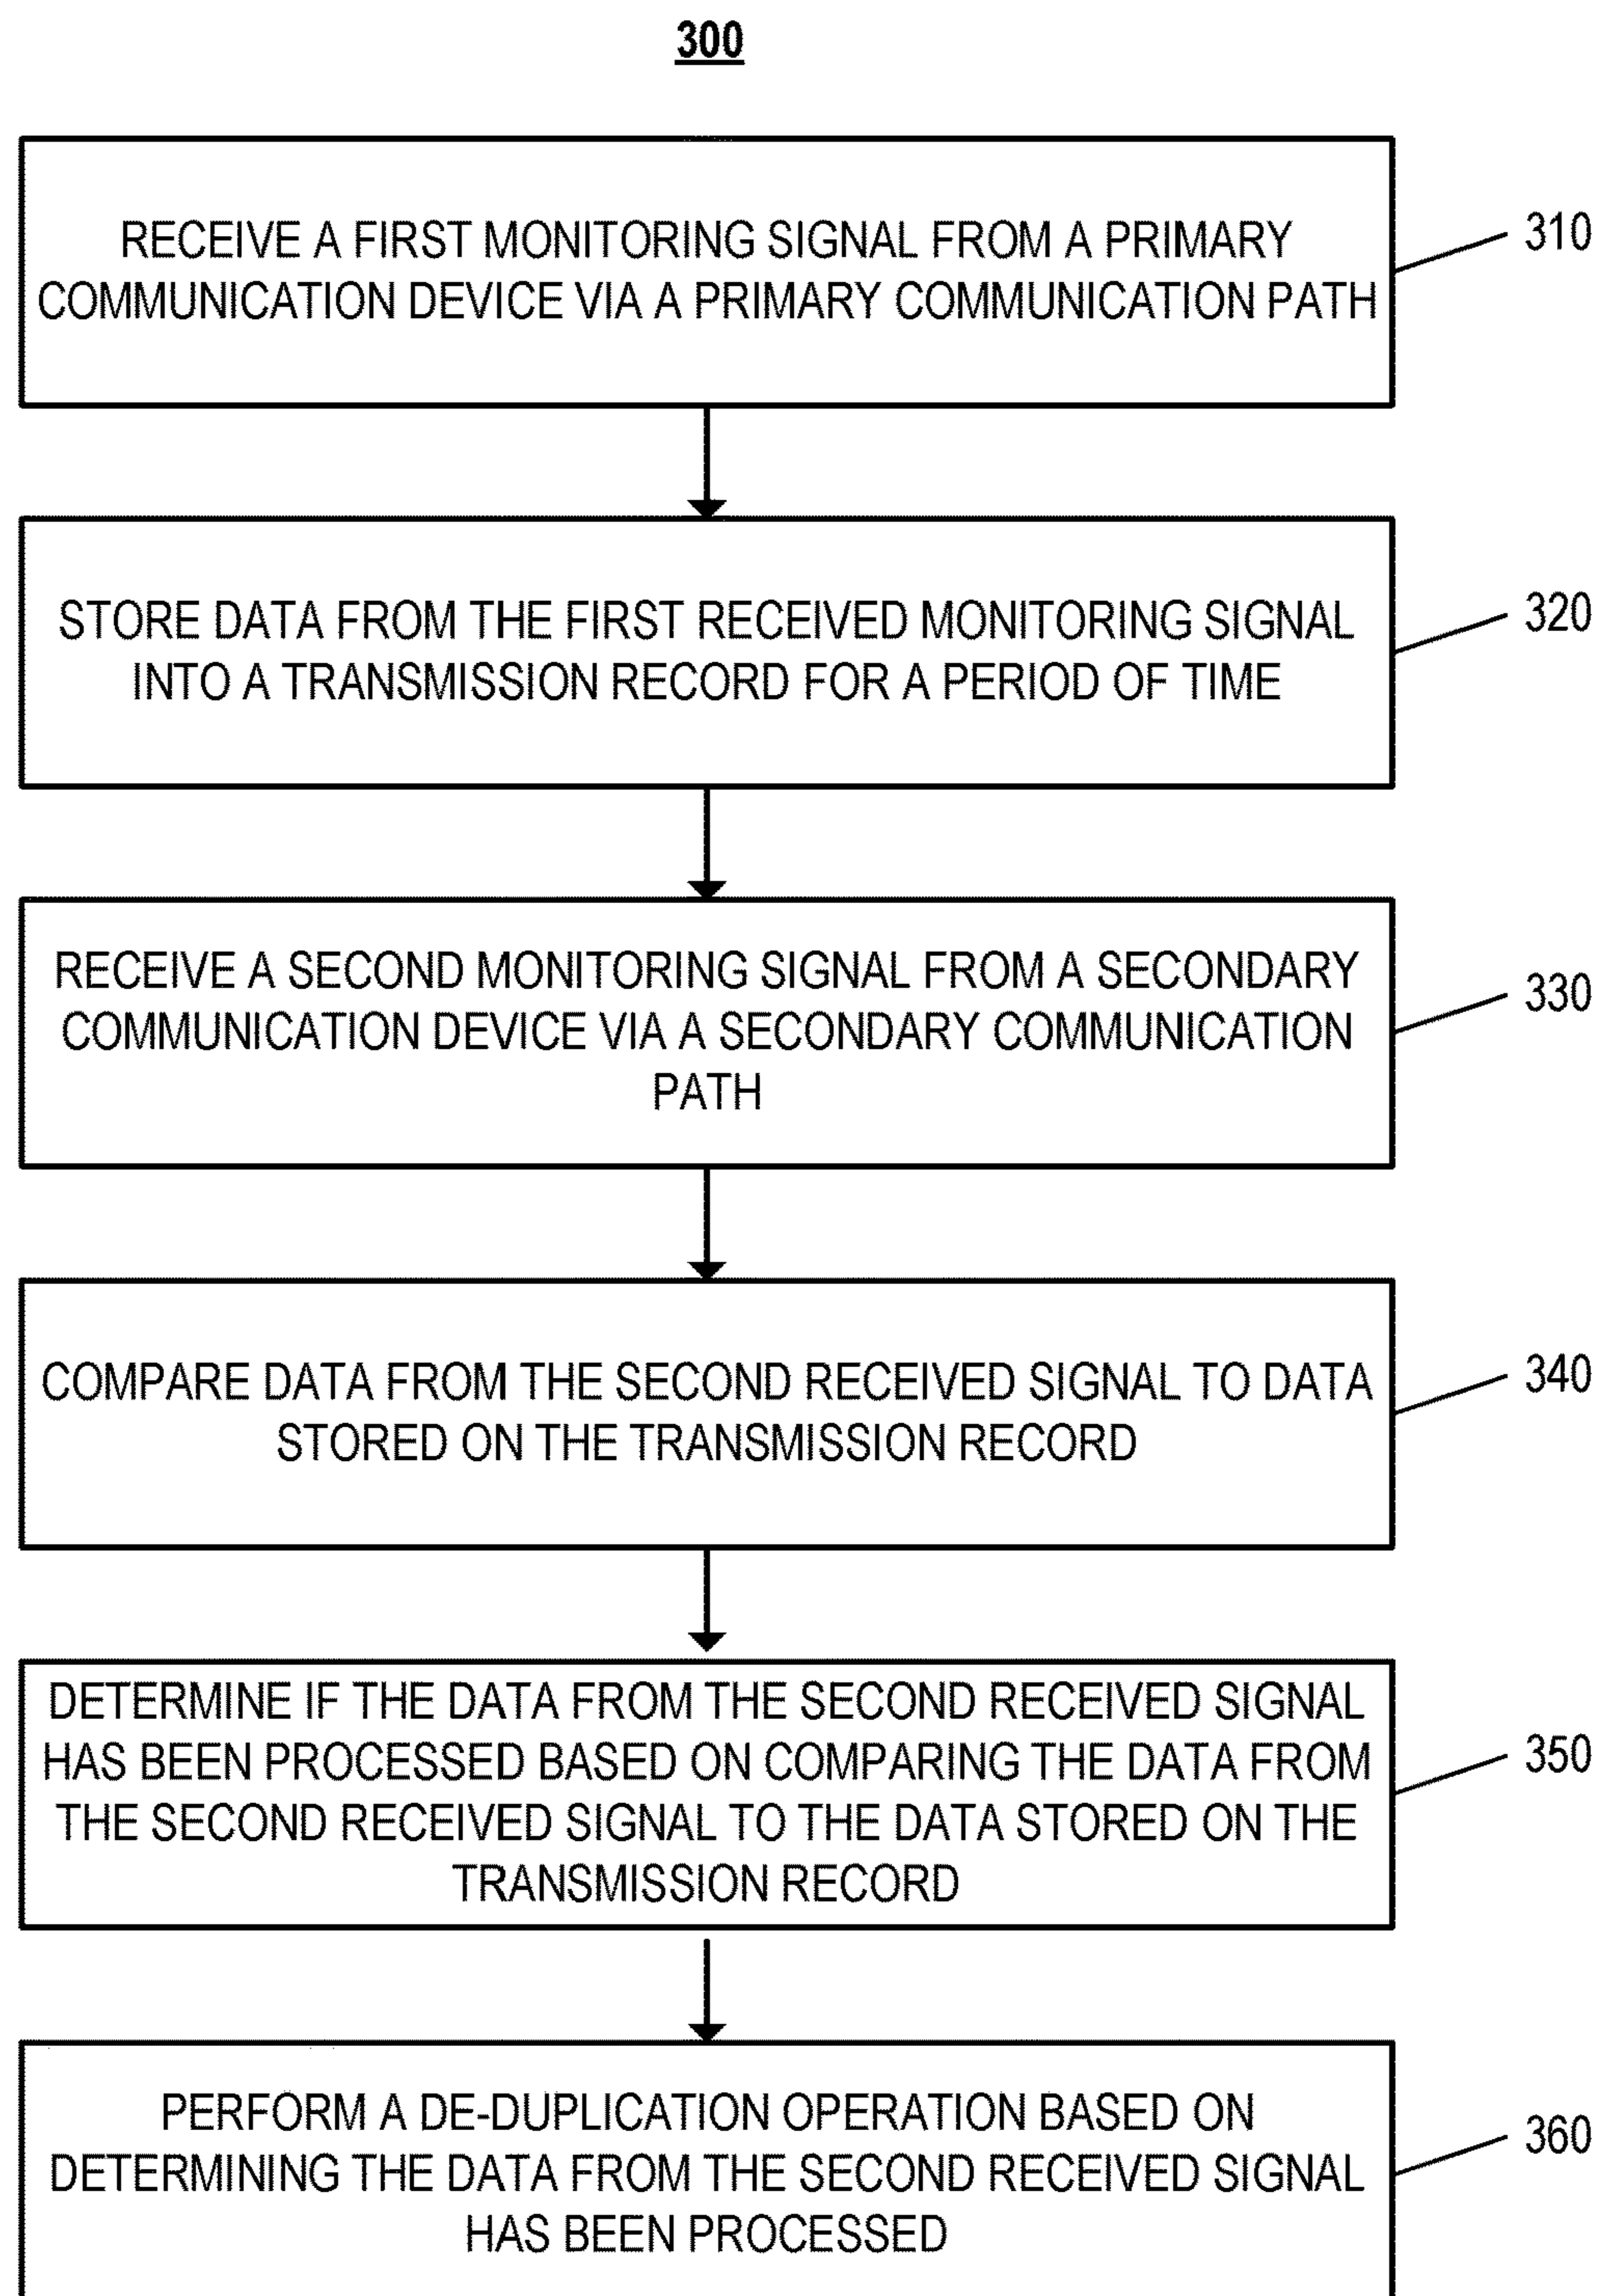 300
RECEIVE A FIRST MONITORING SIGNAL FROM A PRIMARY
COMMUNICATION DEVICE VIA A PRIMARY COMMUNICATION PATH
310
STORE DATA FROM THE FIRST RECEIVED MONITORING SIGNAL
INTO A TRANSMISSION RECORD FOR A PERIOD OF TIME
320
RECEIVE A SECOND MONITORING SIGNAL FROM A SECONDARY
COMMUNICATION DEVICE VIA A SECONDARY COMMUNICATION
PATH
330
COMPARE DATA FROM THE SECOND RECEIVED SIGNAL TO DATA
STORED ON THE TRANSMISSION RECORD
340
DETERMINE IF THE DATA FROM THE SECOND RECEIVED SIGNAL
HAS BEEN PROCESSED BASED ON COMPARING THE DATA FROM
THE SECOND RECEIVED SIGNAL TO THE DATA STORED ON THE
TRANSMISSION RECORD
350
PERFORM A DE-DUPLICATION OPERATION BASED ON
DETERMINING THE DATA FROM THE SECOND RECEIVED SIGNAL
HAS BEEN PROCESSED
360